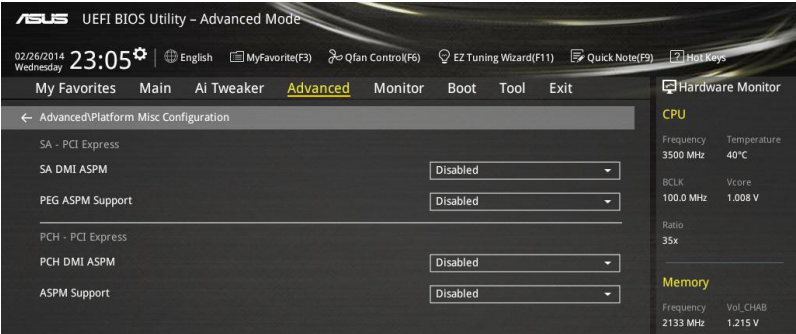 ASUS UEFI BIOS Utility – Advanced Mode
02/26/2014
Wednesday
23:05
English
MyFavorite(F3)
Qfan Control(F6)
EZ Tuning Wizard(F11)
Quick Note(F9)
? Hot Keys
My Favorites Main Ai Tweaker Advanced Monitor Boot Tool Exit
← Advanced\Platform Misc Configuration
SA - PCI Express
SA DMI ASPM Disabled
PEG ASPM Support Disabled
PCH - PCI Express
PCH DMI ASPM Disabled
ASPM Support Disabled
Hardware Monitor
CPU
Frequency Temperature
3500 MHz 40°C
BCLK Vcore
100.0 MHz 1.008 V
Ratio
35x
Memory
Frequency Vol_CHAB
2133 MHz 1.215 V